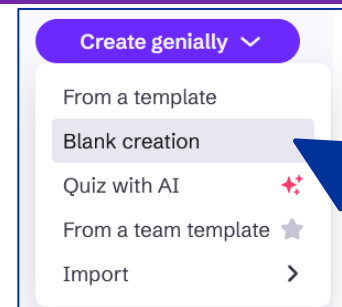 Create genially
From a template
Blank creation
Quiz with AI
From a team template
Import